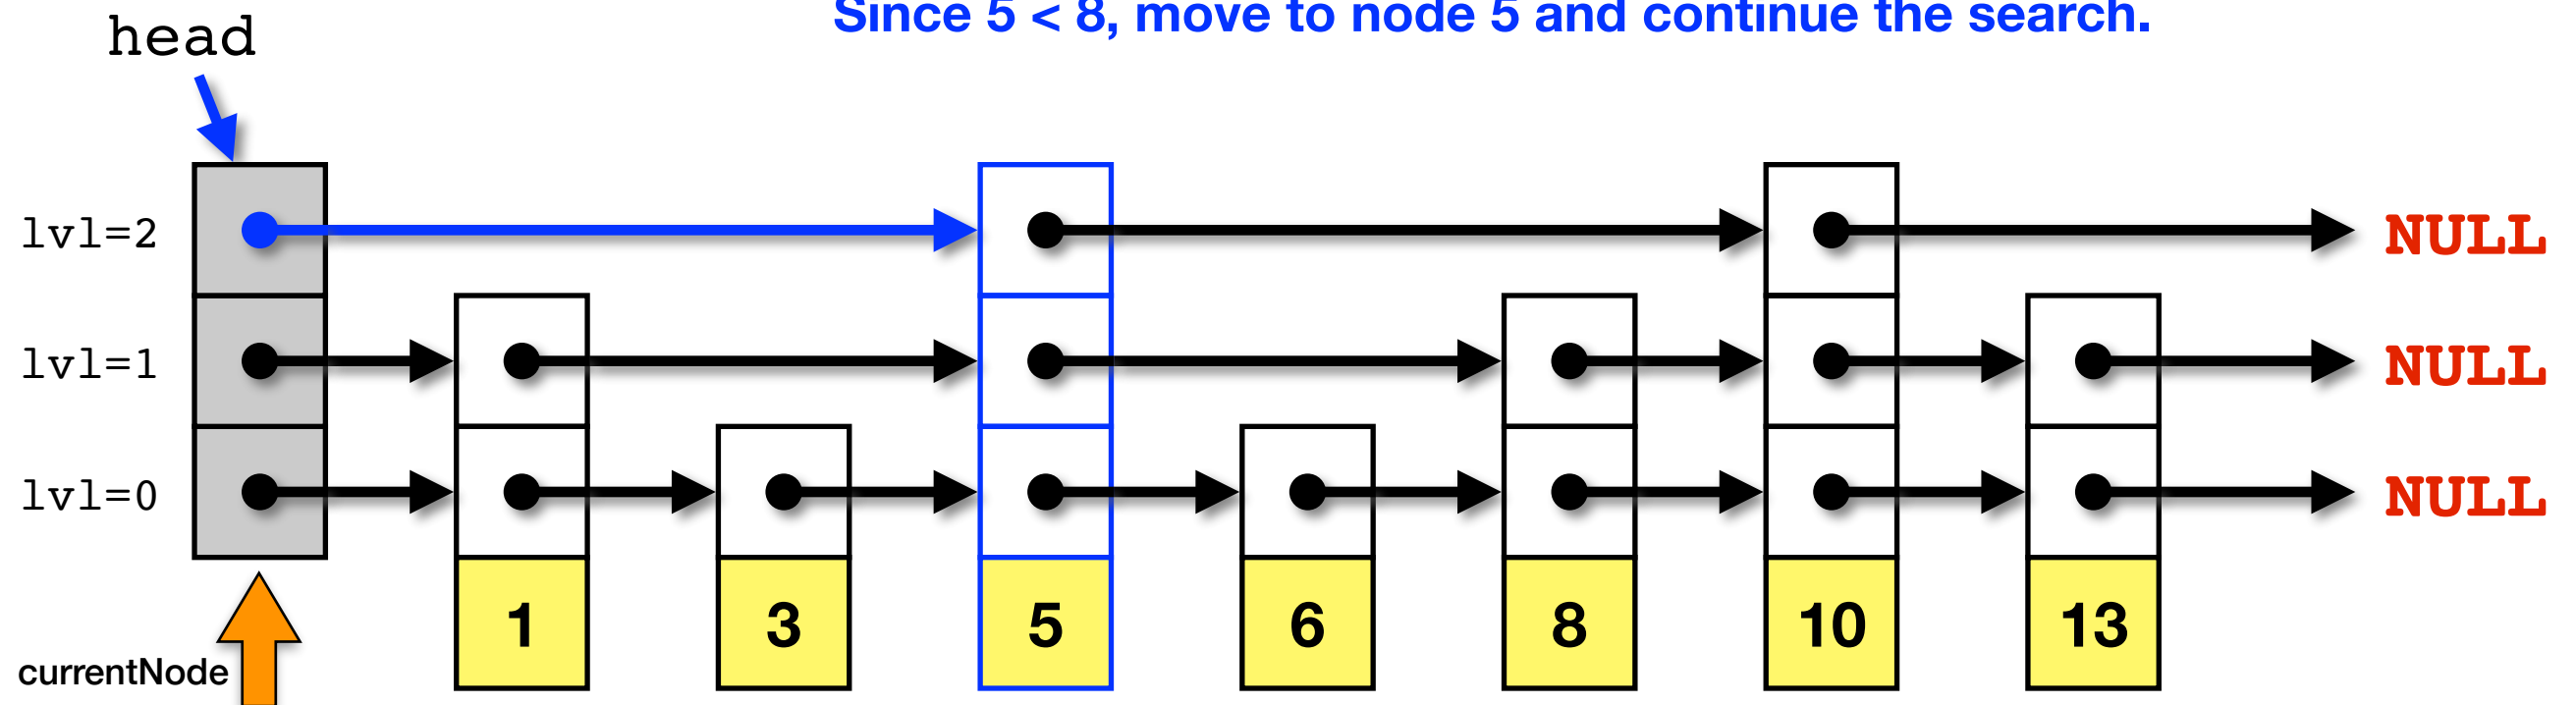 Since 5 < 8, move to node 5 and continue the search.
head
lvl=2
NULL
lvl=1
NULL
lvl=0
NULL
1
3
5
6
8
10
13
currentNode